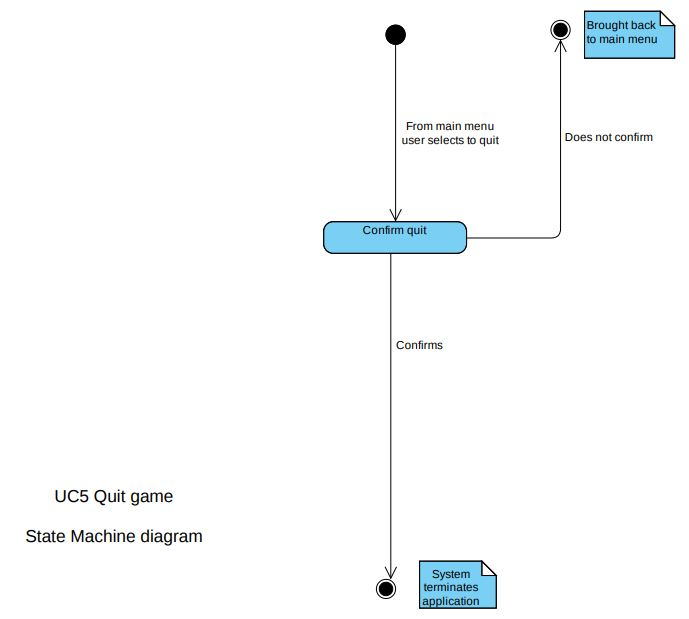 Brought back
to main menu
From main menu
user selects to quit
Does not confirm
Confirm quit
Confirms
UC5 Quit game
State Machine diagram
System
terminates
application